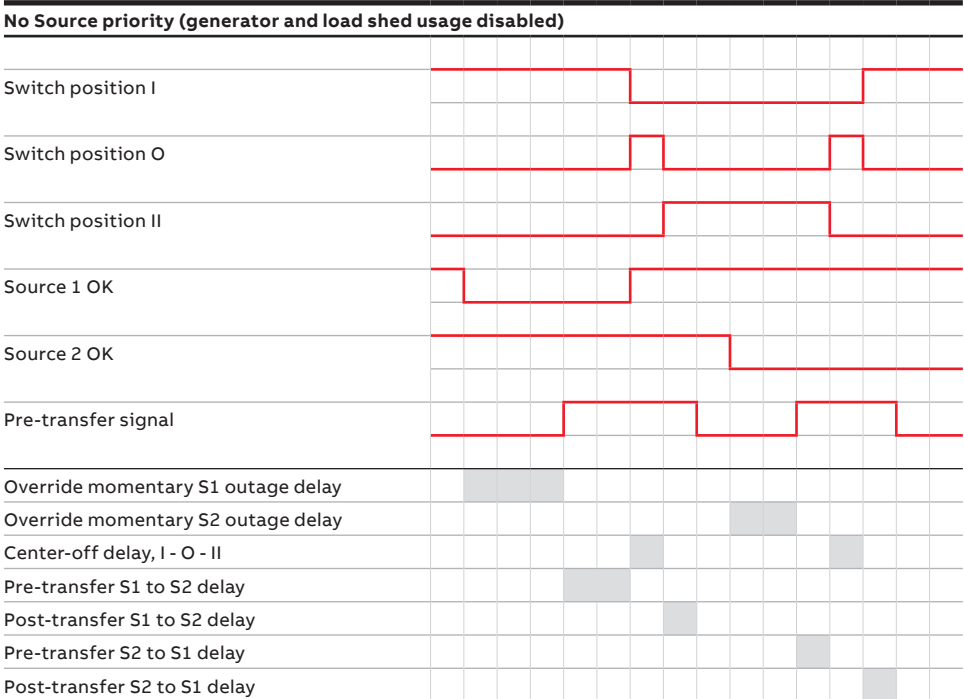 No Source priority (generator and load shed usage disabled)
Switch position I
Switch position O
Switch position II
Source 1 OK
Source 2 OK
Pre-transfer signal
Override momentary S1 outage delay
Override momentary S2 outage delay
Center-off delay, I - O - II
Pre-transfer S1 to S2 delay
Post-transfer S1 to S2 delay
Pre-transfer S2 to S1 delay
Post-transfer S2 to S1 delay